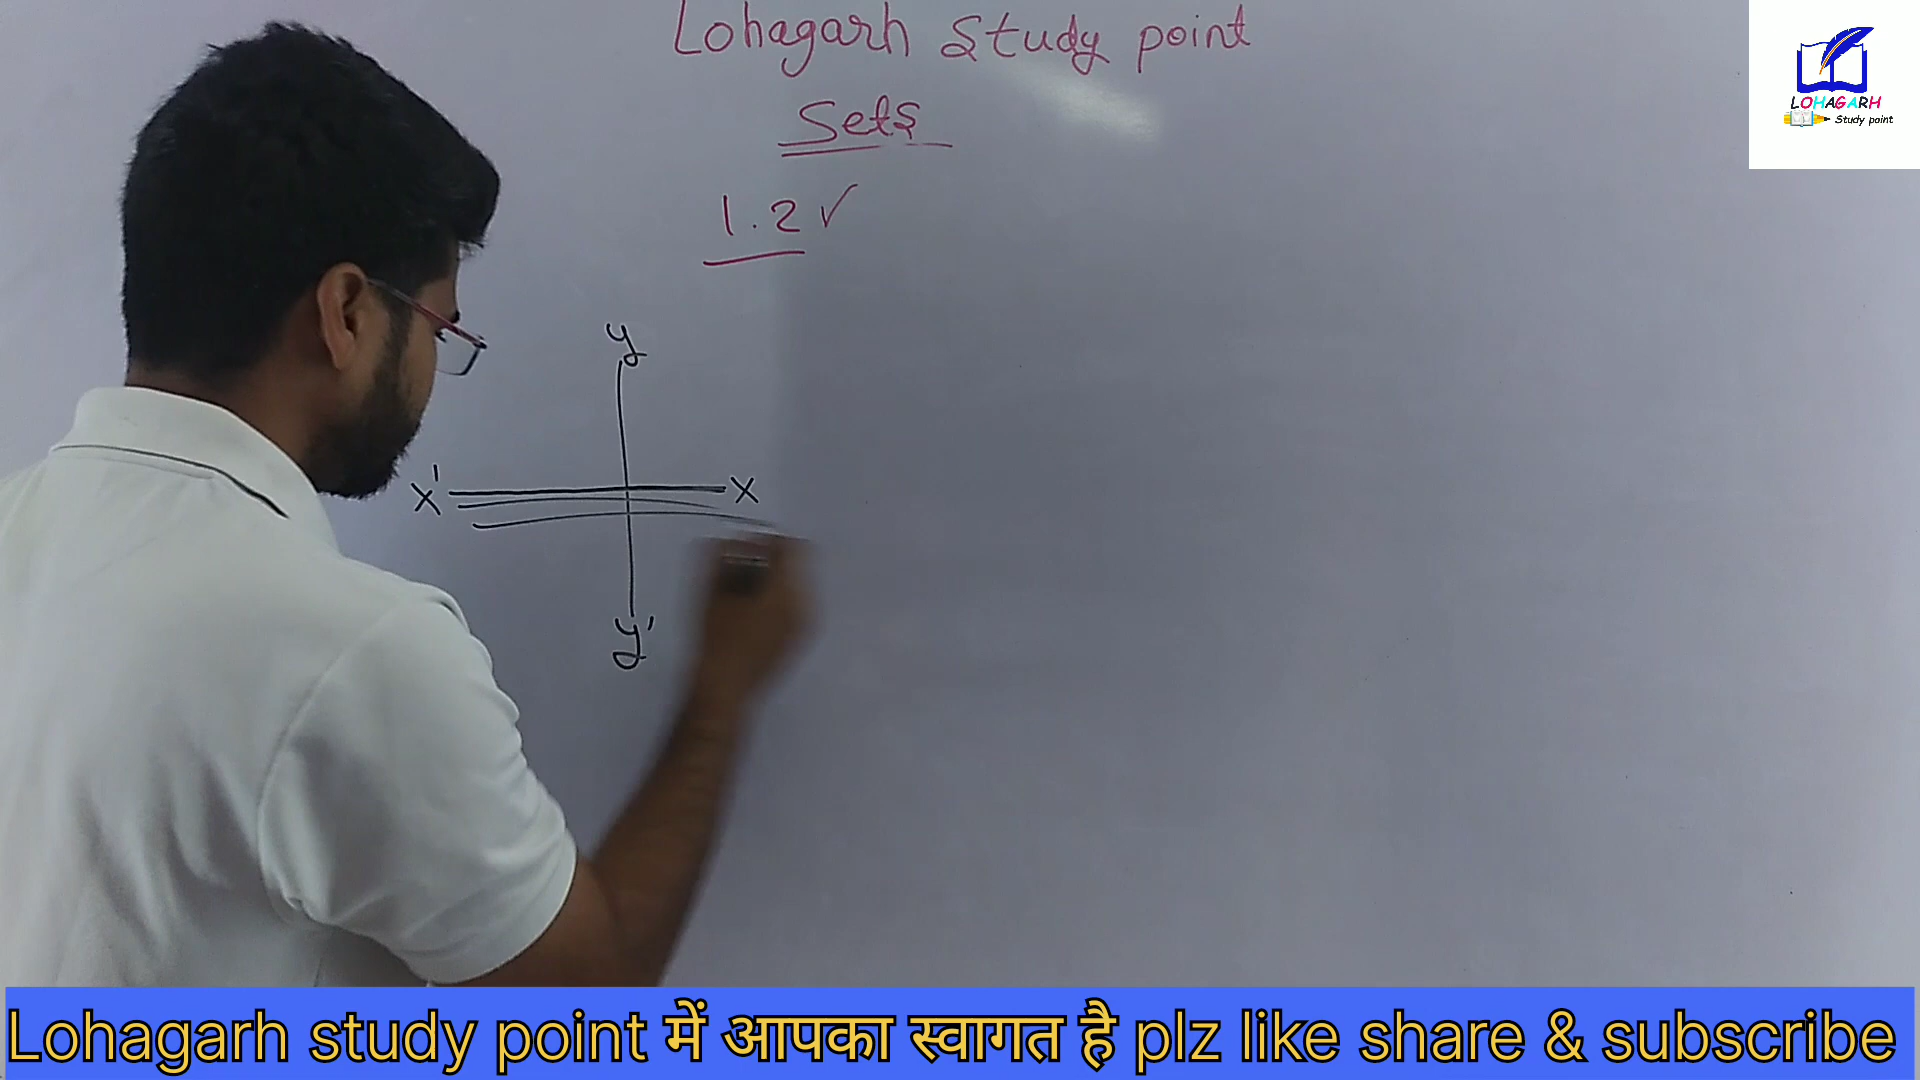 Lohagarh study point
LOHAGARH
Study point
Sets
1.2 ✓
y
x' x
y'
Lohagarh study point में आपका स्वागत है plz like share & subscribe